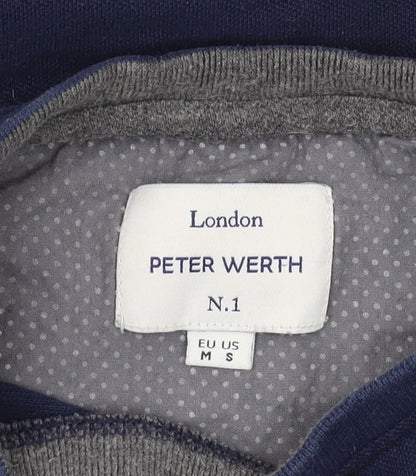 London
PETER WERTH
N.1
EU US
M S